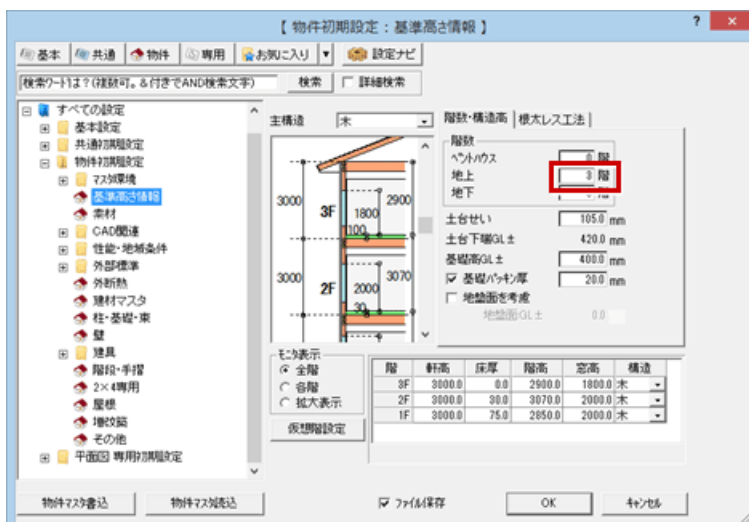 【 物件初期設定：基準高さ情報 】
? ×
基本 共通 物件 専用 お気に入り ▼ 設定ナビ
検索ワードは？(複数可。＆付きでAND検索文字) 検索 詳細検索
すべての設定
基本設定
共通初期設定
物件初期設定
マスタ環境
基準高さ情報
素材
CAD関連
性能・地域条件
外部標準
外断熱
建材マスタ
柱・基礎・束
壁
建具
階段・手摺
2×4専用
屋根
増改築
その他
平面図 専用初期設定
主構造 木
3000 3F 1800 2900
100
3000 2F 2000 3070
30
階数・構造高 根太レス工法
階数
ペントハウス 0 階
地上 3 階
地下 階
土台せい 105.0 mm
土台下端GL± 420.0 mm
基礎高GL± 400.0 mm
基礎パッキン厚 20.0 mm
地盤面を考慮
地盤面GL± 0.0
モニタ表示
全階
各階
拡大表示
仮想階設定
階 軒高 床厚 階高 窓高 構造
3F 3000.0 0.0 2900.0 1800.0 木
2F 3000.0 30.0 3070.0 2000.0 木
1F 3000.0 75.0 2850.0 2000.0 木
物件マスタ書込 物件マスタ読込 ファイル保存 OK キャンセル